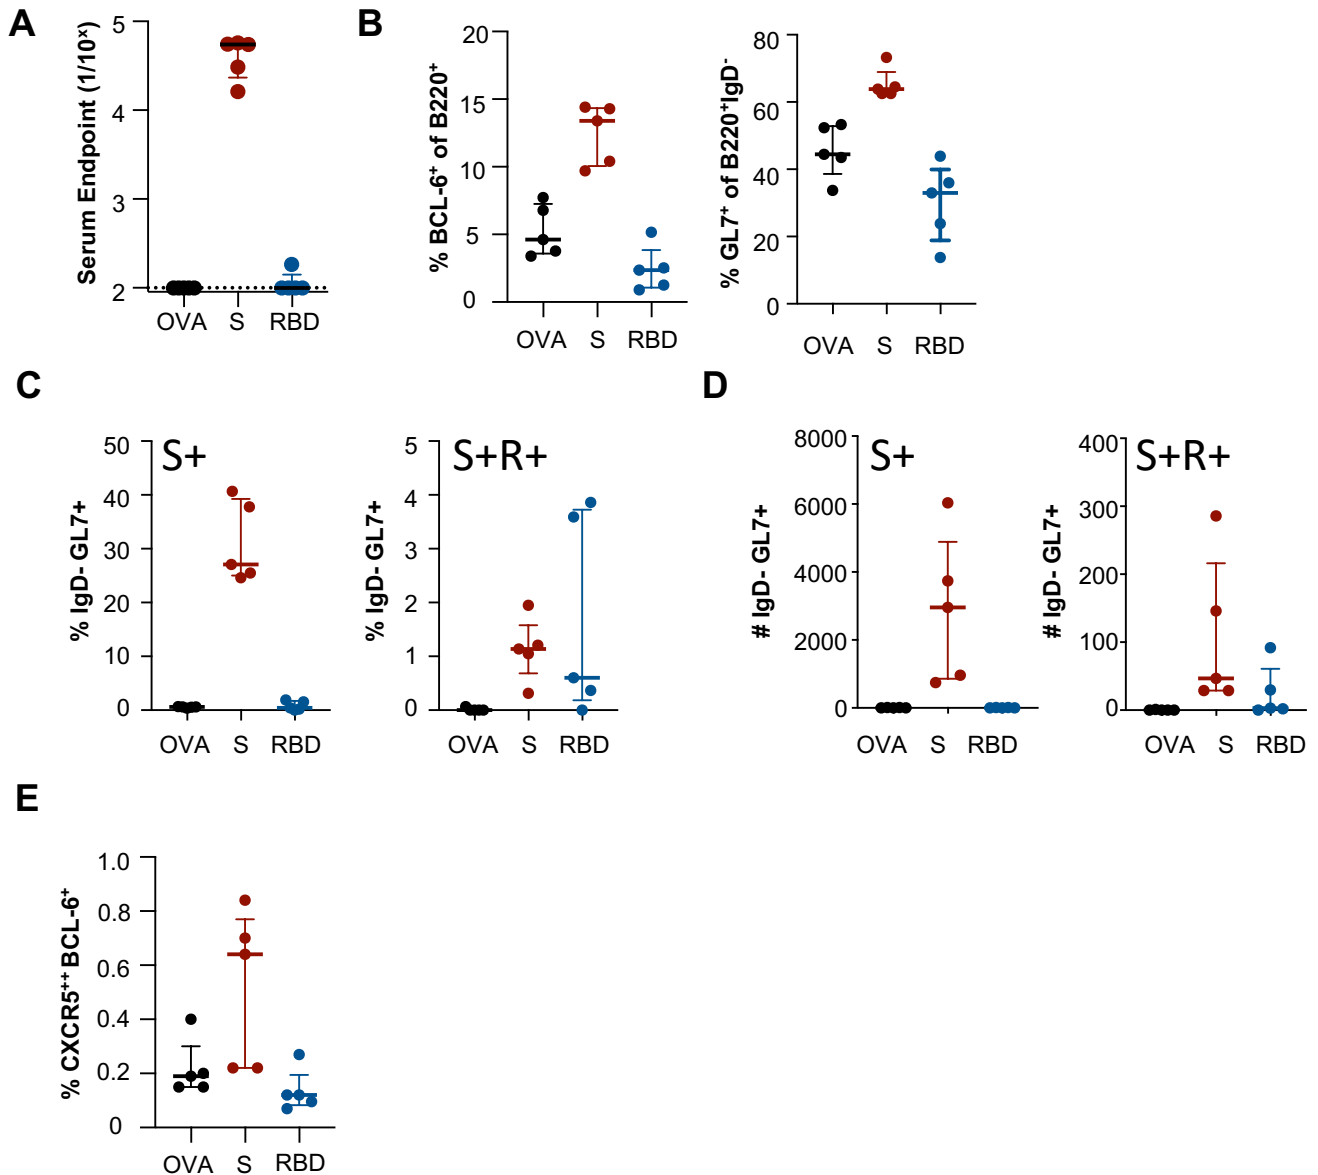 A
Serum Endpoint (1/10ˣ)
5
4
3
2
OVA S RBD
B
% BCL-6⁺ of B220⁺
20
15
10
5
0
OVA S RBD
% GL7⁺ of B220⁺IgD⁻
80
60
40
20
0
OVA S RBD
C
% IgD- GL7+
S+
50
40
30
20
10
0
OVA S RBD
% IgD- GL7+
S+R+
5
4
3
2
1
0
OVA S RBD
D
# IgD- GL7+
S+
8000
6000
4000
2000
0
OVA S RBD
# IgD- GL7+
S+R+
400
300
200
100
0
OVA S RBD
E
% CXCR5⁺⁺ BCL-6⁺
1.0
0.8
0.6
0.4
0.2
0
OVA S RBD